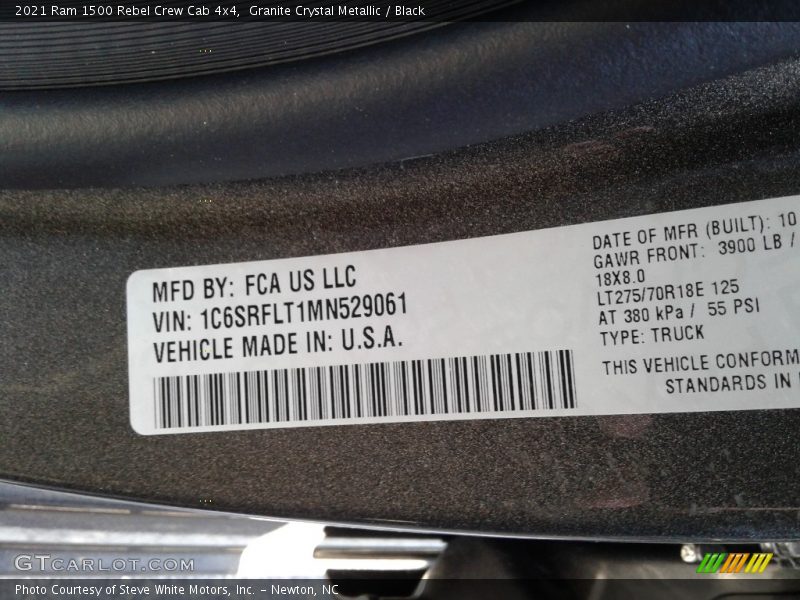 2021 Ram 1500 Rebel Crew Cab 4x4,  Granite Crystal Metallic / Black
MFD BY: FCA US LLC
VIN: 1C6SRFLT1MN529061
VEHICLE MADE IN: U.S.A.
DATE OF MFR (BUILT): 10
GAWR FRONT: 3900 LB /
18X8.0
LT275/70R18E 125
AT 380 kPa / 55 PSI
TYPE: TRUCK
THIS VEHICLE CONFORM
STANDARDS IN
GTCARLOT.COM
Photo Courtesy of Steve White Motors, Inc. – Newton, NC